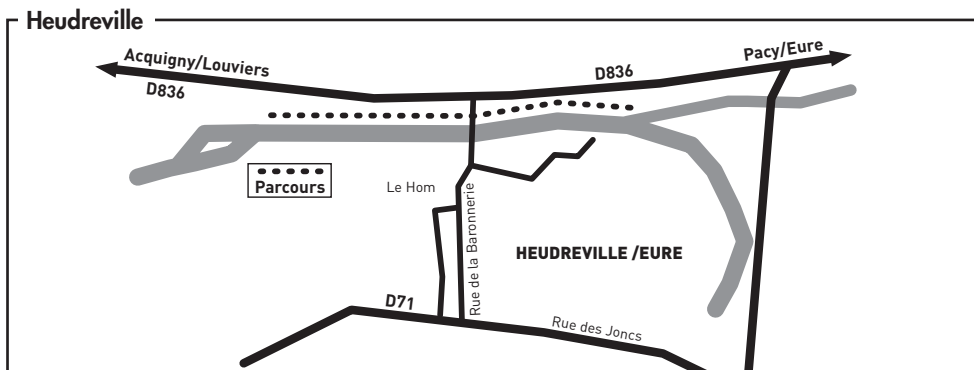 Heudreville
Acquigny/Louviers
Pacy/Eure
D836
D836
Parcours
Le Hom
Rue de la Baronnerie
HEUDREVILLE /EURE
D71
Rue des Joncs